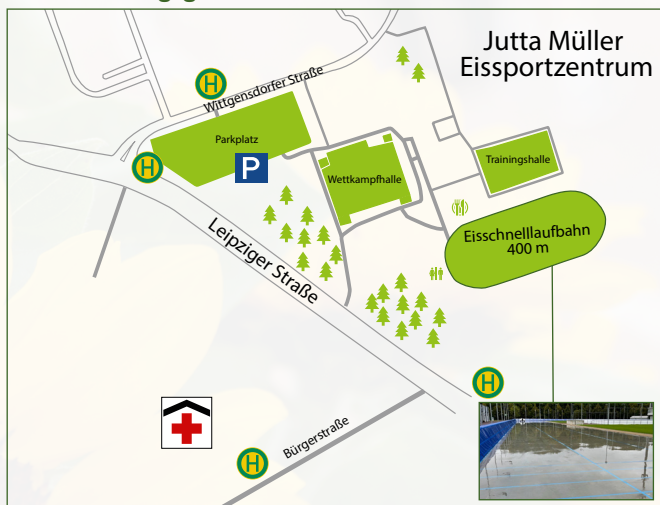 Jutta Müller
Eissportzentrum
H
Wittgensdorfer Straße
Parkplatz
P
H
Wettkampfhalle
Trainingshalle
Eisschnelllaufbahn
400 m
Leipziger Straße
H
Bürgerstraße
H